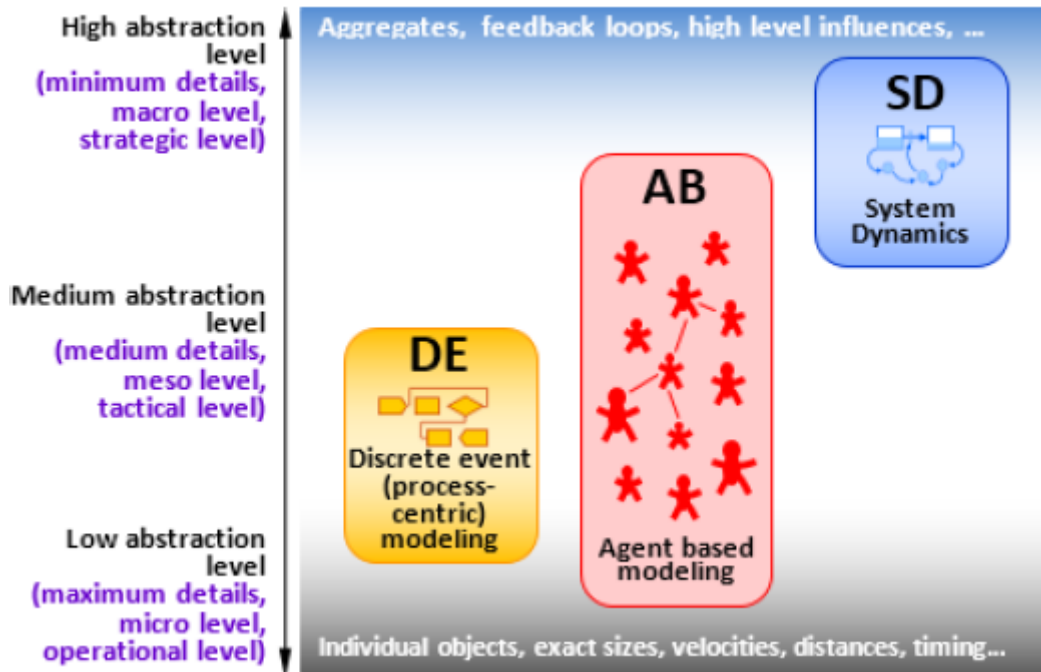 High abstraction
level
(minimum details,
macro level,
strategic level)
Medium abstraction
level
(medium details,
meso level,
tactical level)
Low abstraction
level
(maximum details,
micro level,
operational level)
Aggregates, feedback loops, high level influences, ...
SD
System
Dynamics
AB
Agent based
modeling
DE
Discrete event
(process-
centric)
modeling
Individual objects, exact sizes, velocities, distances, timing...